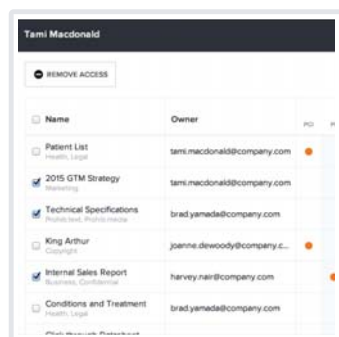 Tami Macdonald
REMOVE ACCESS
Name Owner PCI
Patient List tami.macdonald@company.com
Health, Legal
2015 GTM Strategy tami.macdonald@company.com
Marketing
Technical Specifications brad.yamada@company.com
King Arthur joanne.dewoody@company.c...
Copyright
Internal Sales Report harvey.nair@company.com
Business, Confidential
Conditions and Treatment brad.yamada@company.com
Health, Legal